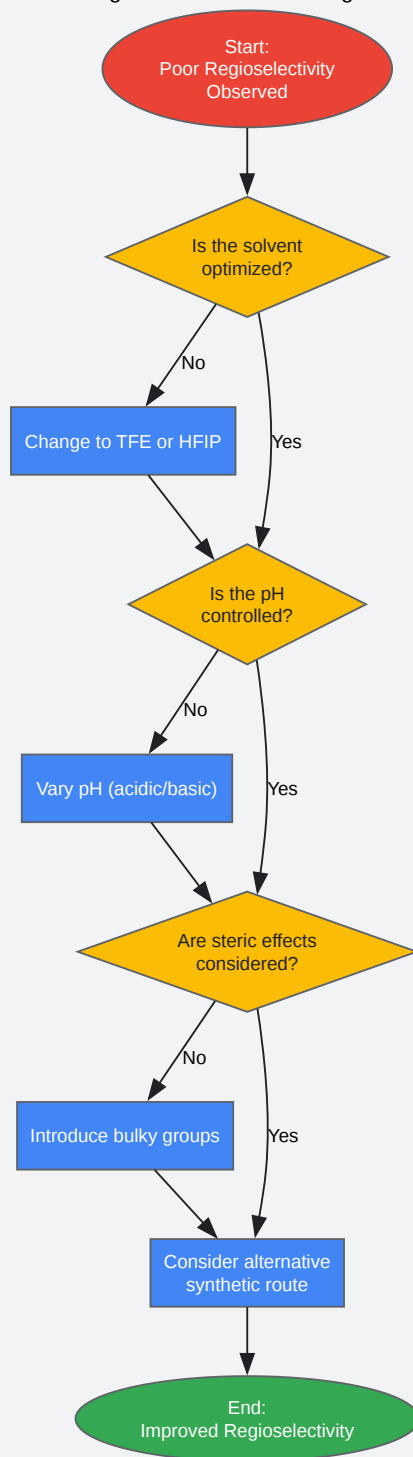 Start:
Poor Regioselectivity
Observed
Is the solvent
optimized?
No
Change to TFE or HFIP
Yes
Is the pH
controlled?
No
Vary pH (acidic/basic)
Yes
Are steric effects
considered?
No
Introduce bulky groups
Yes
Consider alternative
synthetic route
End:
Improved Regioselectivity